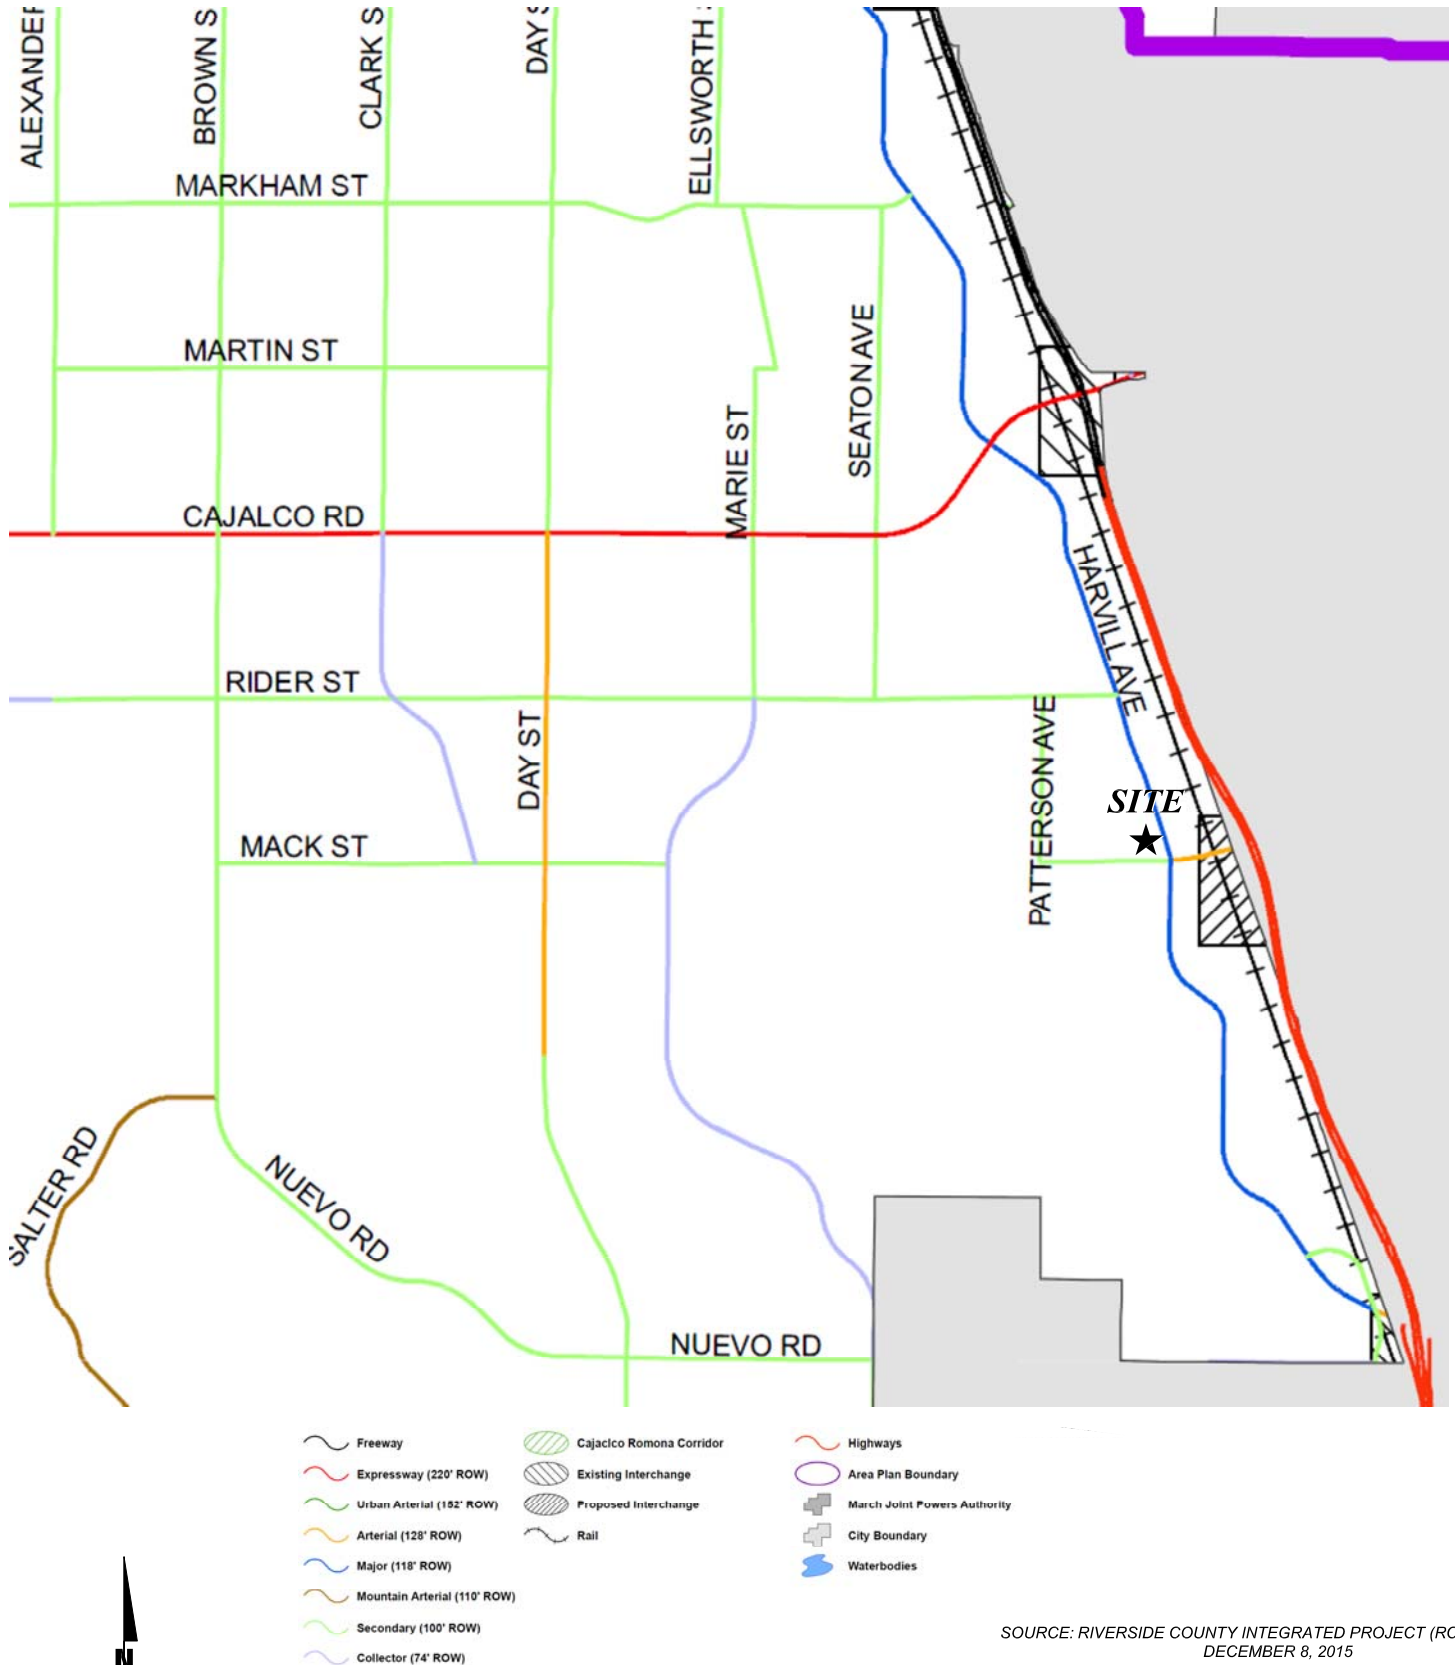 ALEXANDER
BROWN S
CLARK S
DAY S
ELLSWORTH
MARKHAM ST
MARTIN ST
SEATON AVE
MARIE ST
CAJALCO RD
HARVILL AVE
RIDER ST
PATTERSON AVE
DAY ST
SITE
MACK ST
SALTER RD
NUEVO RD
NUEVO RD
Freeway
Expressway (220' ROW)
Urban Arterial (152' ROW)
Arterial (128' ROW)
Major (118' ROW)
Mountain Arterial (110' ROW)
Secondary (100' ROW)
Collector (74' ROW)
Cajaclco Romona Corridor
Existing Interchange
Proposed Interchange
Rail
Highways
Area Plan Boundary
March Joint Powers Authority
City Boundary
Waterbodies
N
SOURCE: RIVERSIDE COUNTY INTEGRATED PROJECT (RC
DECEMBER 8, 2015